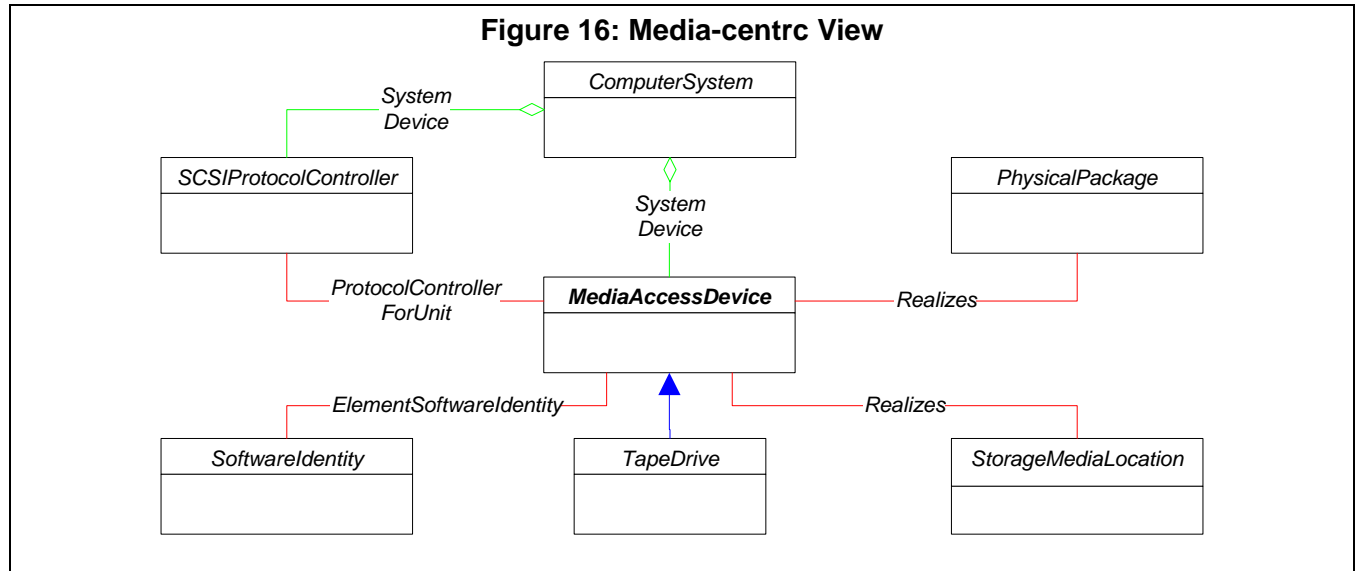 Figure 16: Media-centrc View
ComputerSystem
System
Device
SCSIProtocolController
PhysicalPackage
System
Device
ProtocolController
ForUnit
MediaAccessDevice
Realizes
ElementSoftwareIdentity
Realizes
SoftwareIdentity
TapeDrive
StorageMediaLocation